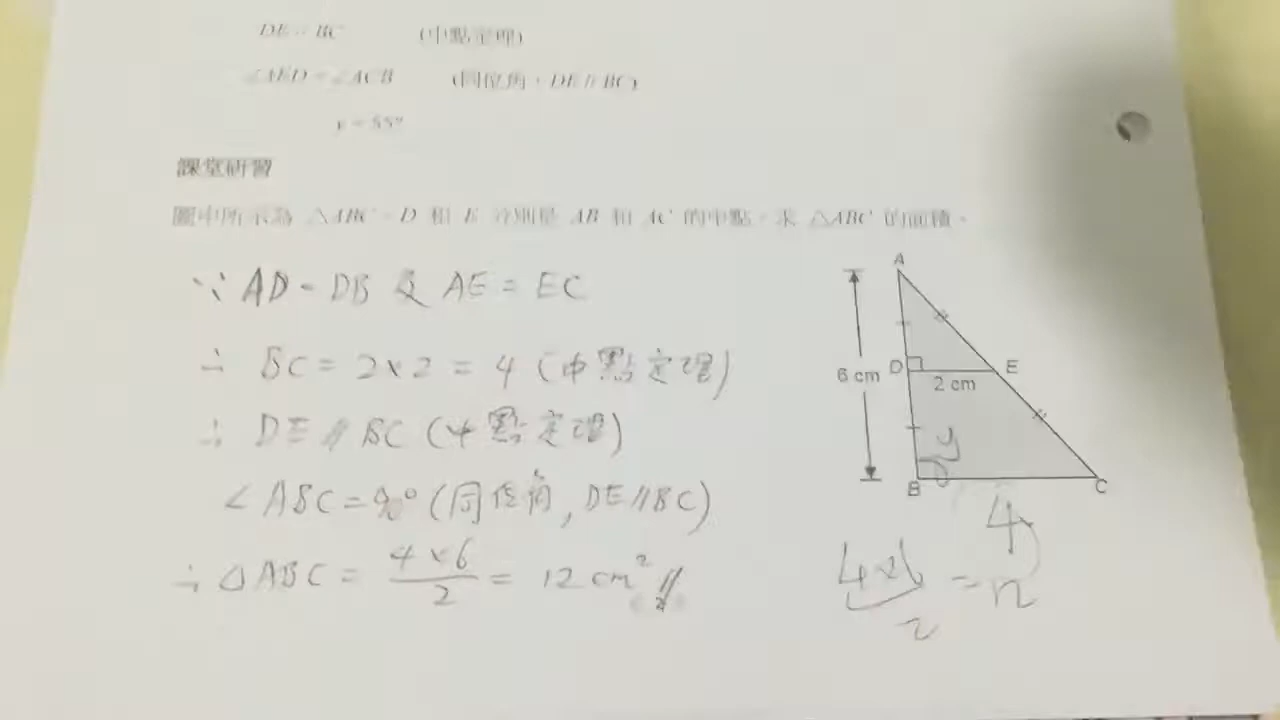 DE // BC (中點定理)
∠AED = ∠ACB (同位角，DE // BC)
y = 55°
課堂研習
圖中所示為 △ABC。D 和 E 分別是 AB 和 AC 的中點。求 △ABC 的面積。
∵ AD = DB 及 AE = EC
∴ BC = 2×2 = 4 (中點定理)
∴ DE // BC (中點定理)
∠ABC = 90° (同位角, DE // BC)
∴ △ABC = 4×6/2 = 12 cm² //
A
6 cm
D
2 cm
E
y
B
C
4
4×6/2 = 12